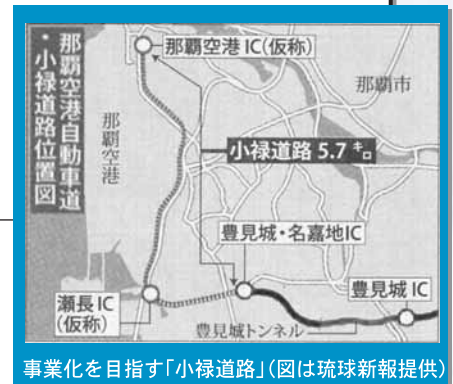 那覇空港自動車道
・小禄道路位置図
那覇空港IC(仮称)
那覇市
那覇空港
小禄道路 5.7㌔
豊見城・名嘉地IC
瀬長IC
(仮称)
豊見城IC
豊見城トンネル
事業化を目指す「小禄道路」(図は琉球新報提供)